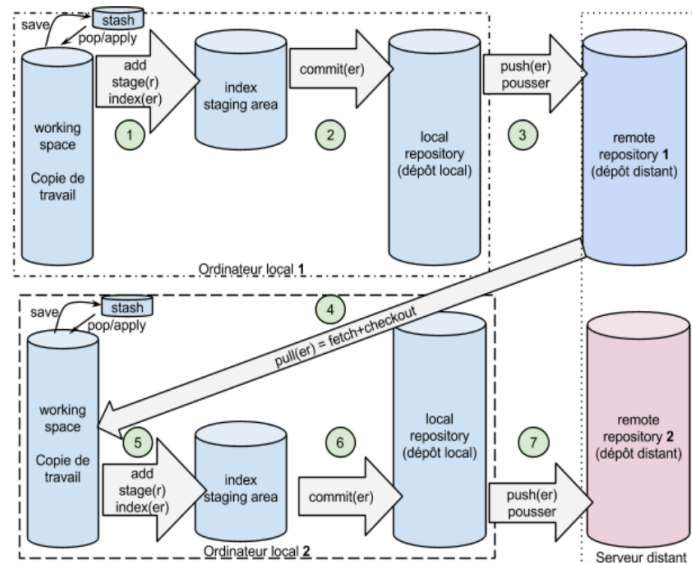 save
stash
pop/apply
add
stage(r)
index(er)
commit(er)
push(er)
pousser
index
staging area
working
space
Copie de
travail
local
repository
(dépôt local)
remote
repository 1
(dépôt distant)
1
2
3
Ordinateur local 1
save
stash
pop/apply
4
pull(er) = fetch+checkout
working
space
Copie de
travail
local
repository
(dépôt local)
remote
repository 2
(dépôt distant)
5
6
7
add
stage(r)
index(er)
index
staging area
commit(er)
push(er)
pousser
Ordinateur local 2
Serveur distant